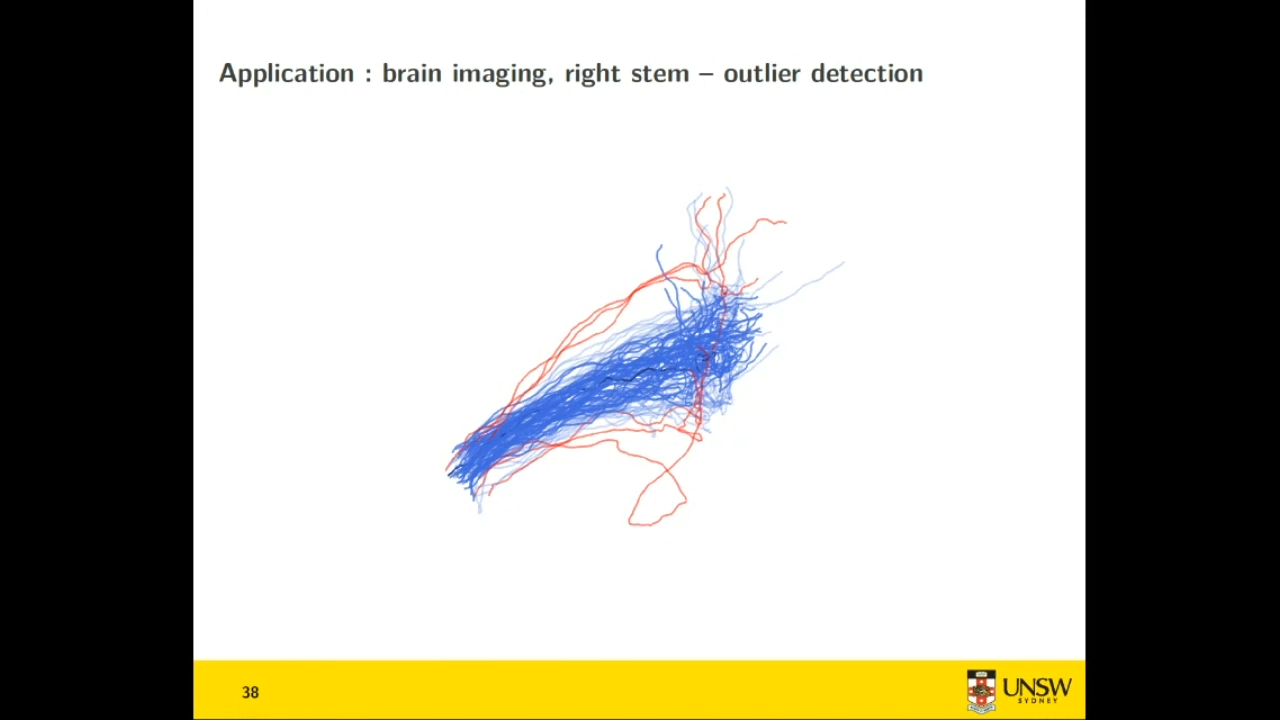 Application : brain imaging, right stem – outlier detection
38
UNSW
SYDNEY